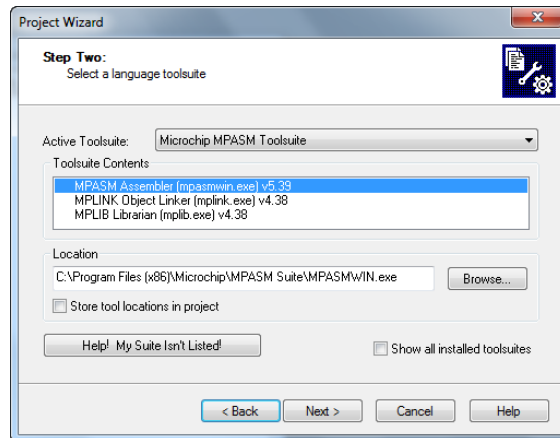 Project Wizard
Step Two:
Select a language toolsuite
Active Toolsuite: Microchip MPASM Toolsuite
Toolsuite Contents
MPASM Assembler (mpasmwin.exe) v5.39
MPLINK Object Linker (mplink.exe) v4.38
MPLIB Librarian (mplib.exe) v4.38
Location
C:\Program Files (x86)\Microchip\MPASM Suite\MPASMWIN.exe Browse...
Store tool locations in project
Help! My Suite Isn't Listed! Show all installed toolsuites
< Back Next > Cancel Help